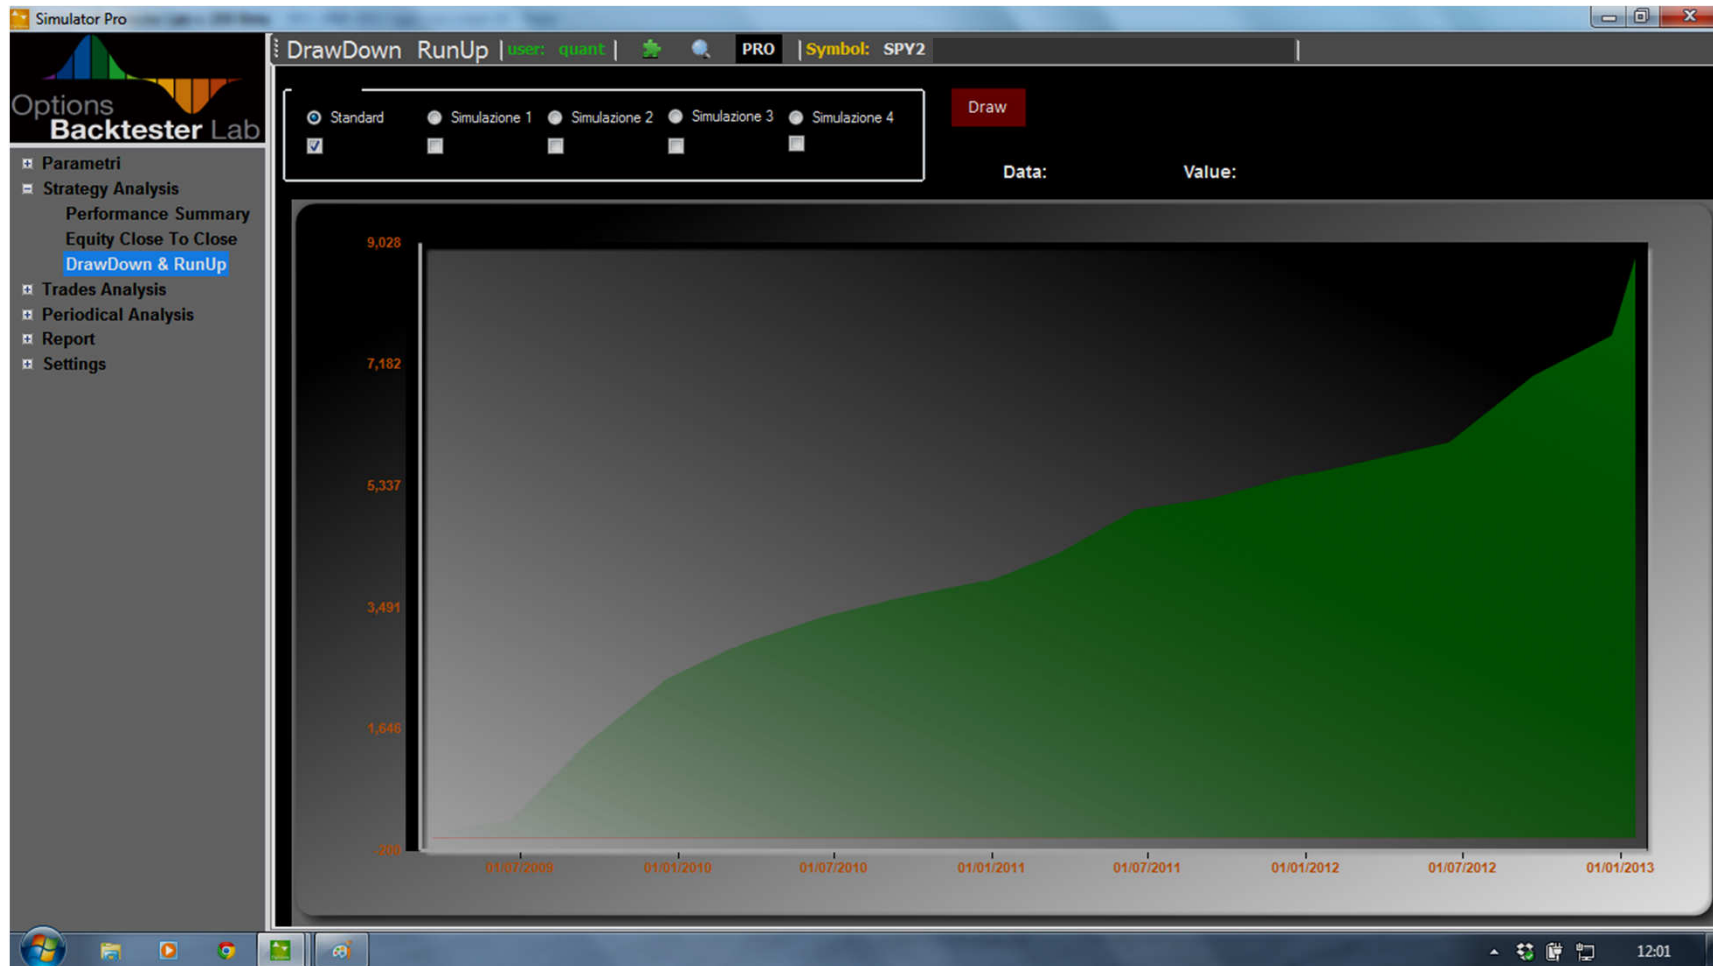 Simulator Pro
Options
Backtester Lab
DrawDown RunUp | user: quant | PRO | Symbol: SPY2 |
Standard Simulazione 1 Simulazione 2 Simulazione 3 Simulazione 4
Draw
Data: Value:
Parametri
Strategy Analysis
Performance Summary
Equity Close To Close
DrawDown & RunUp
Trades Analysis
Periodical Analysis
Report
Settings
9,028
7,182
5,337
3,491
1,646
01/07/2009 01/01/2010 01/07/2010 01/01/2011 01/07/2011 01/01/2012 01/07/2012 01/01/2013
12:01